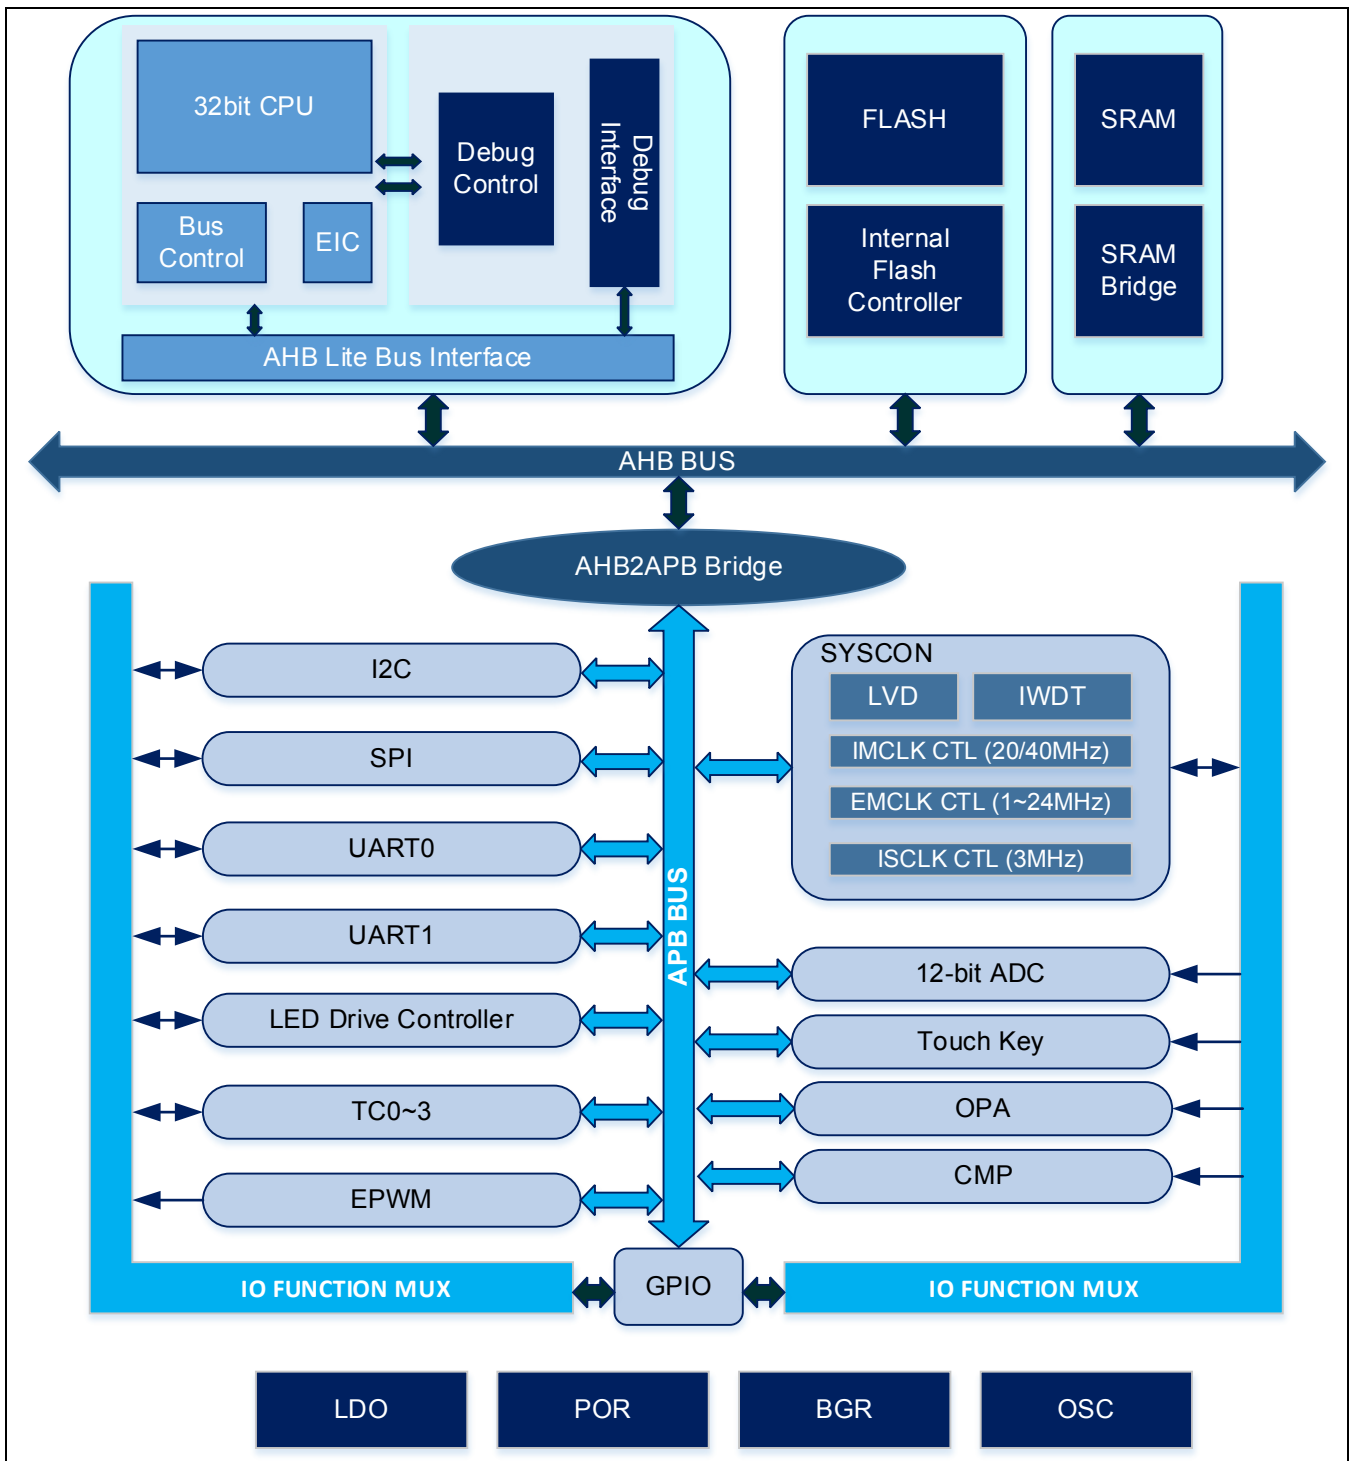 32bit CPU
Bus
Control
EIC
Debug
Control
Debug
Interface
AHB Lite Bus Interface
FLASH
Internal
Flash
Controller
SRAM
SRAM
Bridge
AHB BUS
AHB2APB Bridge
I2C
SPI
UART0
UART1
LED Drive Controller
TC0~3
EPWM
APB BUS
SYSCON
LVD
IWDT
IMCLK CTL (20/40MHz)
EMCLK CTL (1~24MHz)
ISCLK CTL (3MHz)
12-bit ADC
Touch Key
OPA
CMP
IO FUNCTION MUX
GPIO
IO FUNCTION MUX
LDO
POR
BGR
OSC